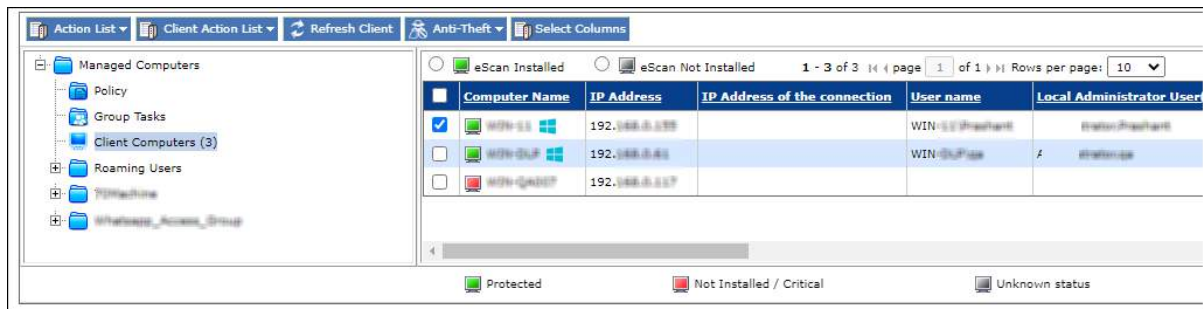 Action List Client Action List Refresh Client Anti-Theft Select Columns
Managed Computers
Policy
Group Tasks
Client Computers (3)
Roaming Users
eScan Installed eScan Not Installed 1 - 3 of 3 page 1 of 1 Rows per page: 10
Computer Name IP Address IP Address of the connection User name Local Administrator User(
192. WIN-
192. WIN-
192.
Protected Not Installed / Critical Unknown status